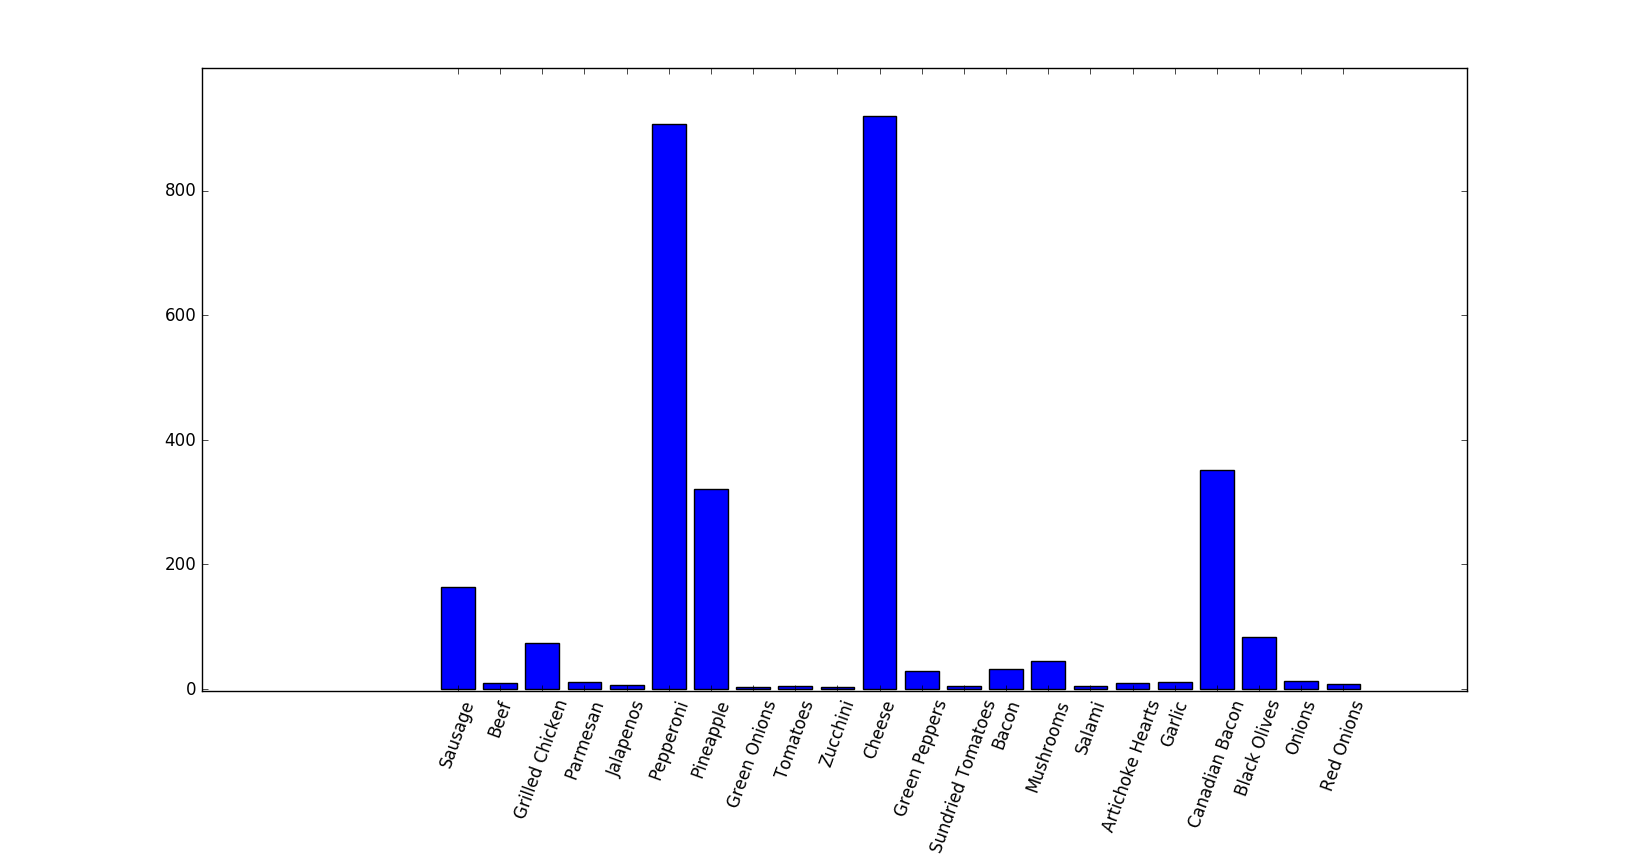 800
600
400
200
0
Sausage
Beef
Grilled Chicken
Parmesan
Jalapenos
Pepperoni
Pineapple
Green Onions
Tomatoes
Zucchini
Cheese
Green Peppers
Sundried Tomatoes
Bacon
Mushrooms
Salami
Artichoke Hearts
Garlic
Canadian Bacon
Black Olives
Onions
Red Onions